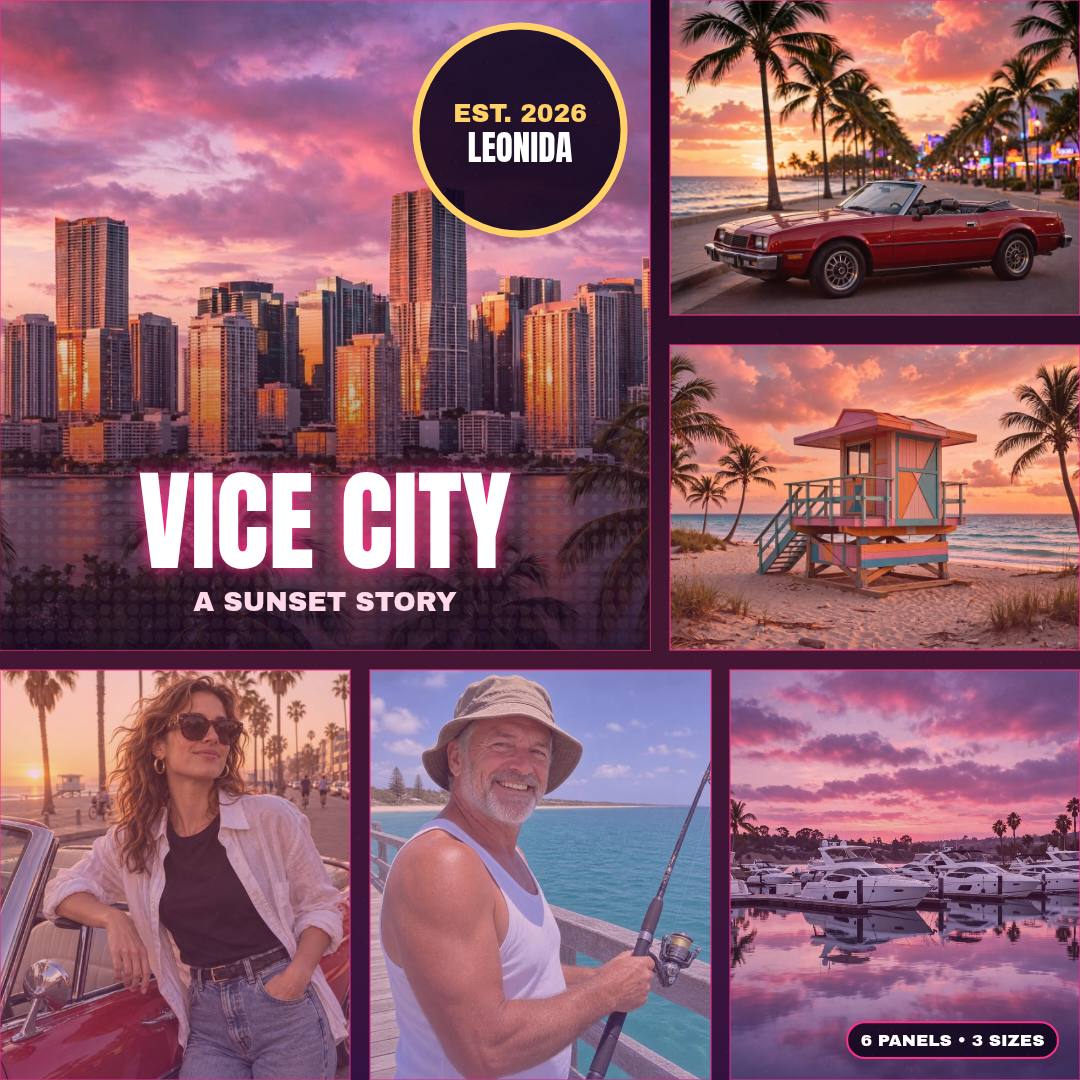 EST. 2026
LEONIDA
VICE CITY
A SUNSET STORY
6 PANELS • 3 SIZES